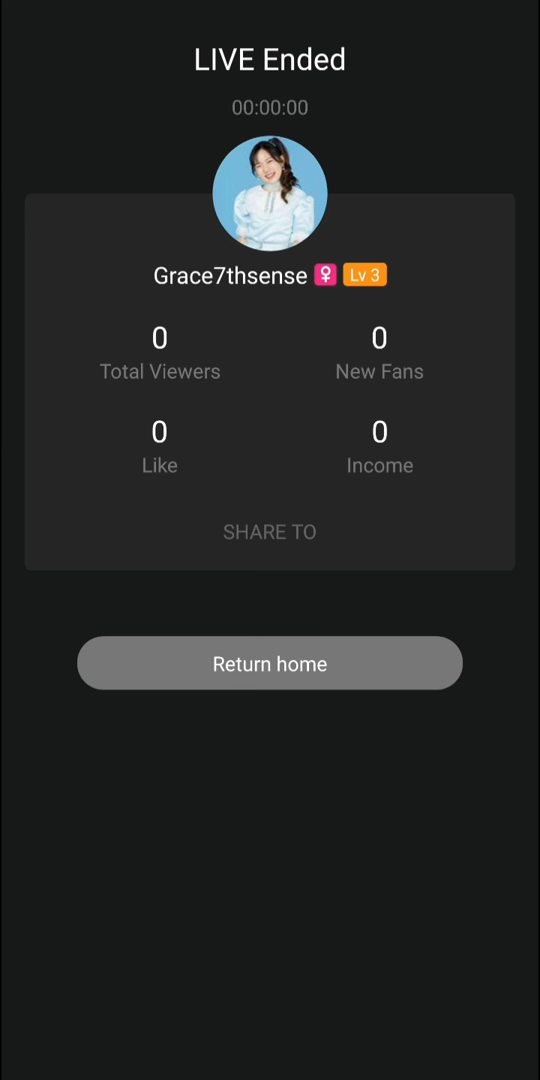 LIVE Ended
00:00:00
Grace7thsense Lv 3
0 0
Total Viewers New Fans
0 0
Like Income
SHARE TO
Return home